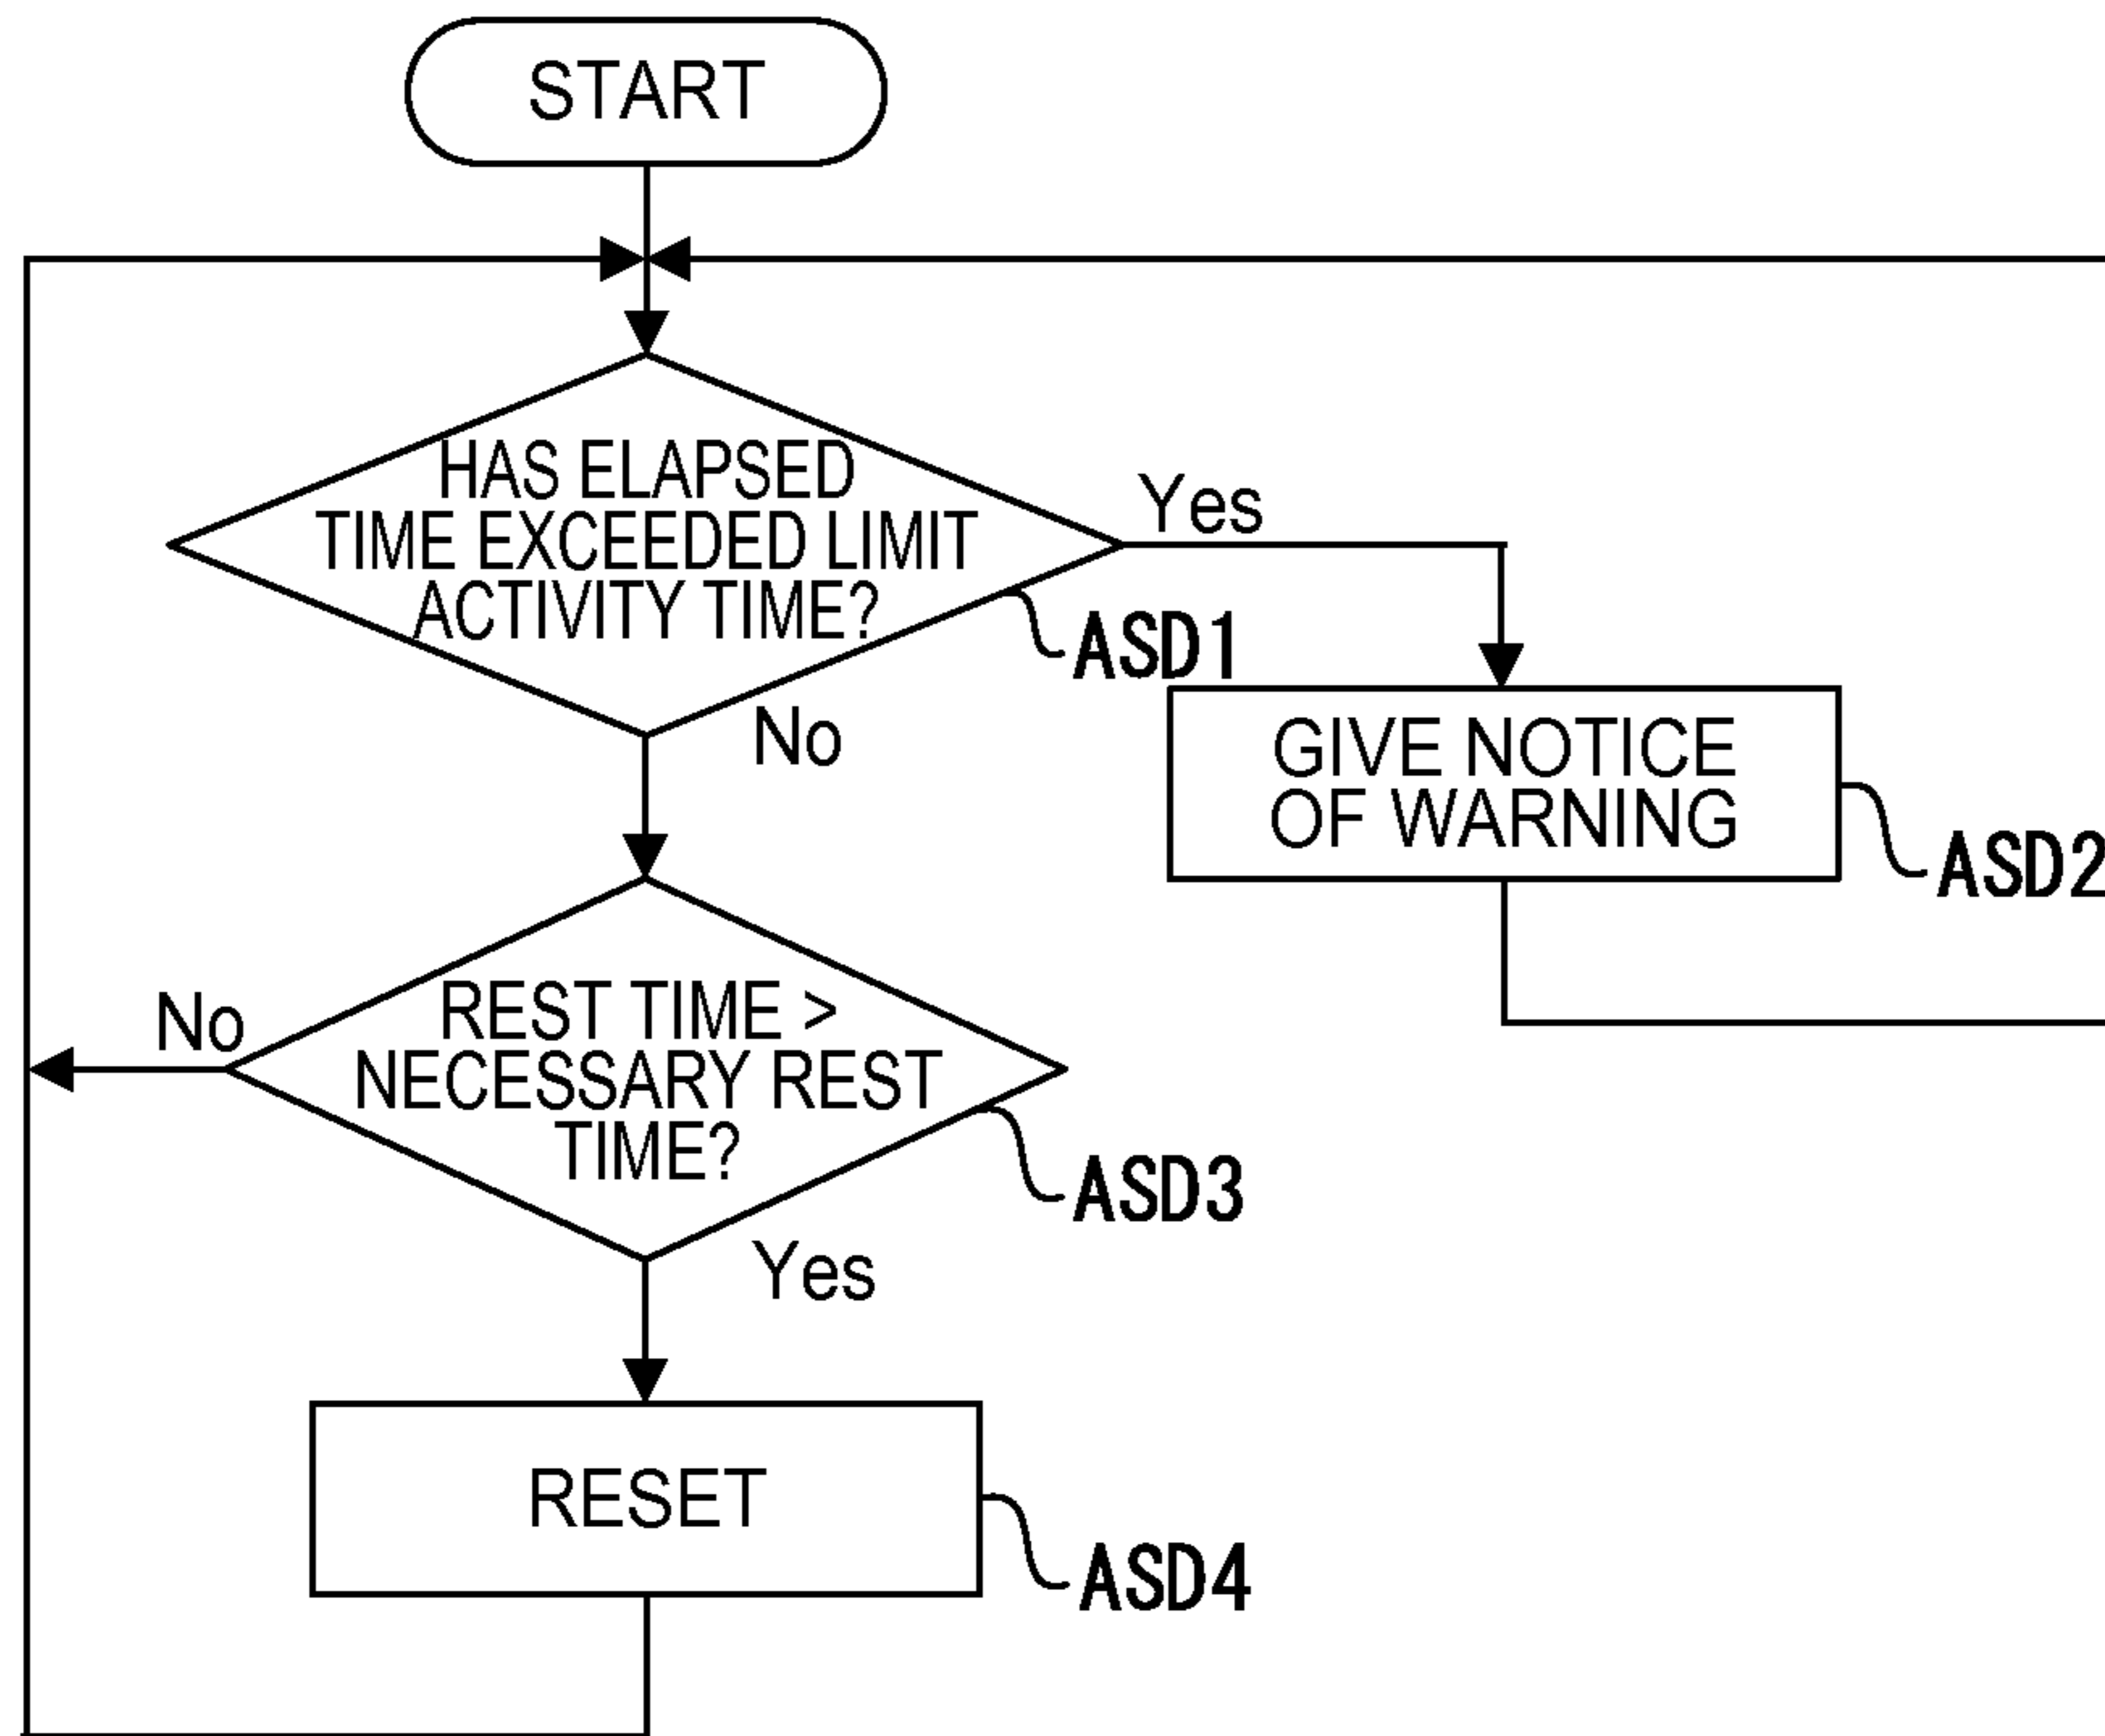 START
HAS ELAPSED
TIME EXCEEDED LIMIT
ACTIVITY TIME?
Yes
ASD1
No
GIVE NOTICE
OF WARNING
ASD2
No
REST TIME >
NECESSARY REST
TIME?
ASD3
Yes
RESET
ASD4